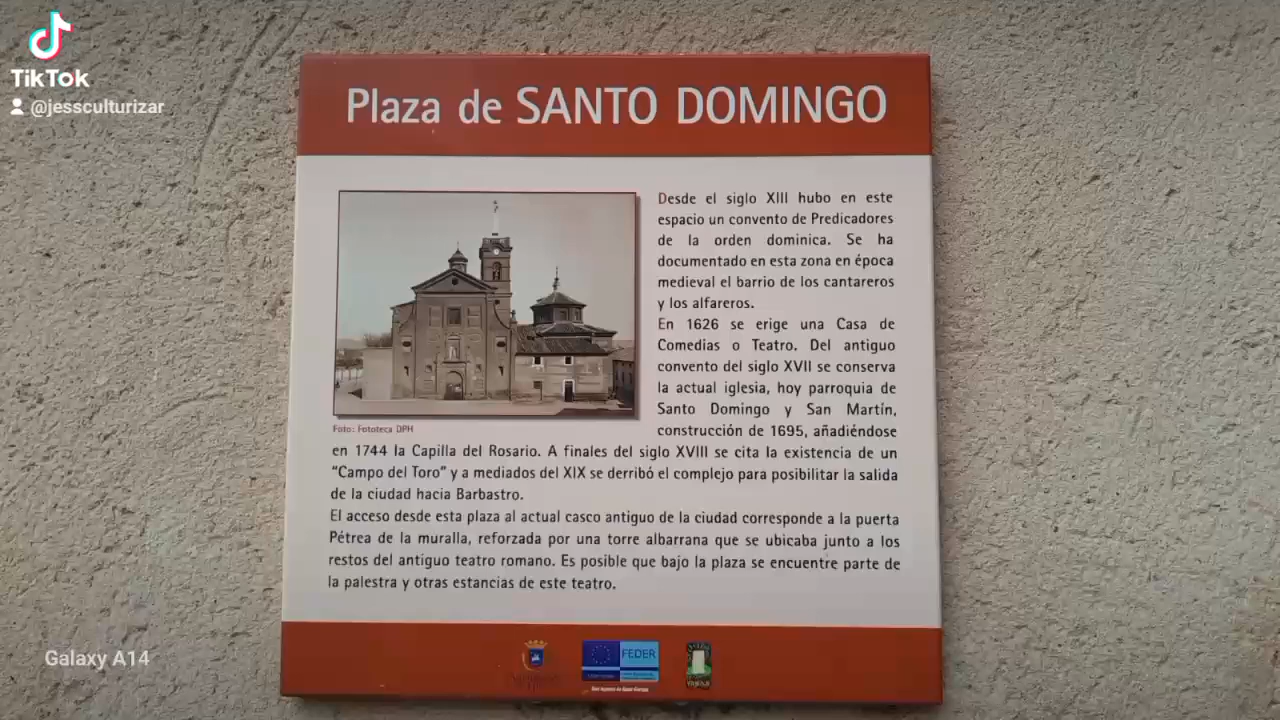 TikTok
@jessculturizar
Plaza de SANTO DOMINGO
Desde el siglo XIII hubo en este
espacio un convento de Predicadores
de la orden dominica. Se ha
documentado en esta zona en época
medieval el barrio de los cantareros
y los alfareros.
En 1626 se erige una Casa de
Comedias o Teatro. Del antiguo
convento del siglo XVII se conserva
la actual iglesia, hoy parroquia de
Santo Domingo y San Martín,
construcción de 1695, añadiéndose
Foto: Fototeca DPH
en 1744 la Capilla del Rosario. A finales del siglo XVIII se cita la existencia de un
"Campo del Toro" y a mediados del XIX se derribó el complejo para posibilitar la salida
de la ciudad hacia Barbastro.
El acceso desde esta plaza al actual casco antiguo de la ciudad corresponde a la puerta
Pétrea de la muralla, reforzada por una torre albarrana que se ubicaba junto a los
restos del antiguo teatro romano. Es posible que bajo la plaza se encuentre parte de
la palestra y otras estancias de este teatro.
FEDER
Galaxy A14